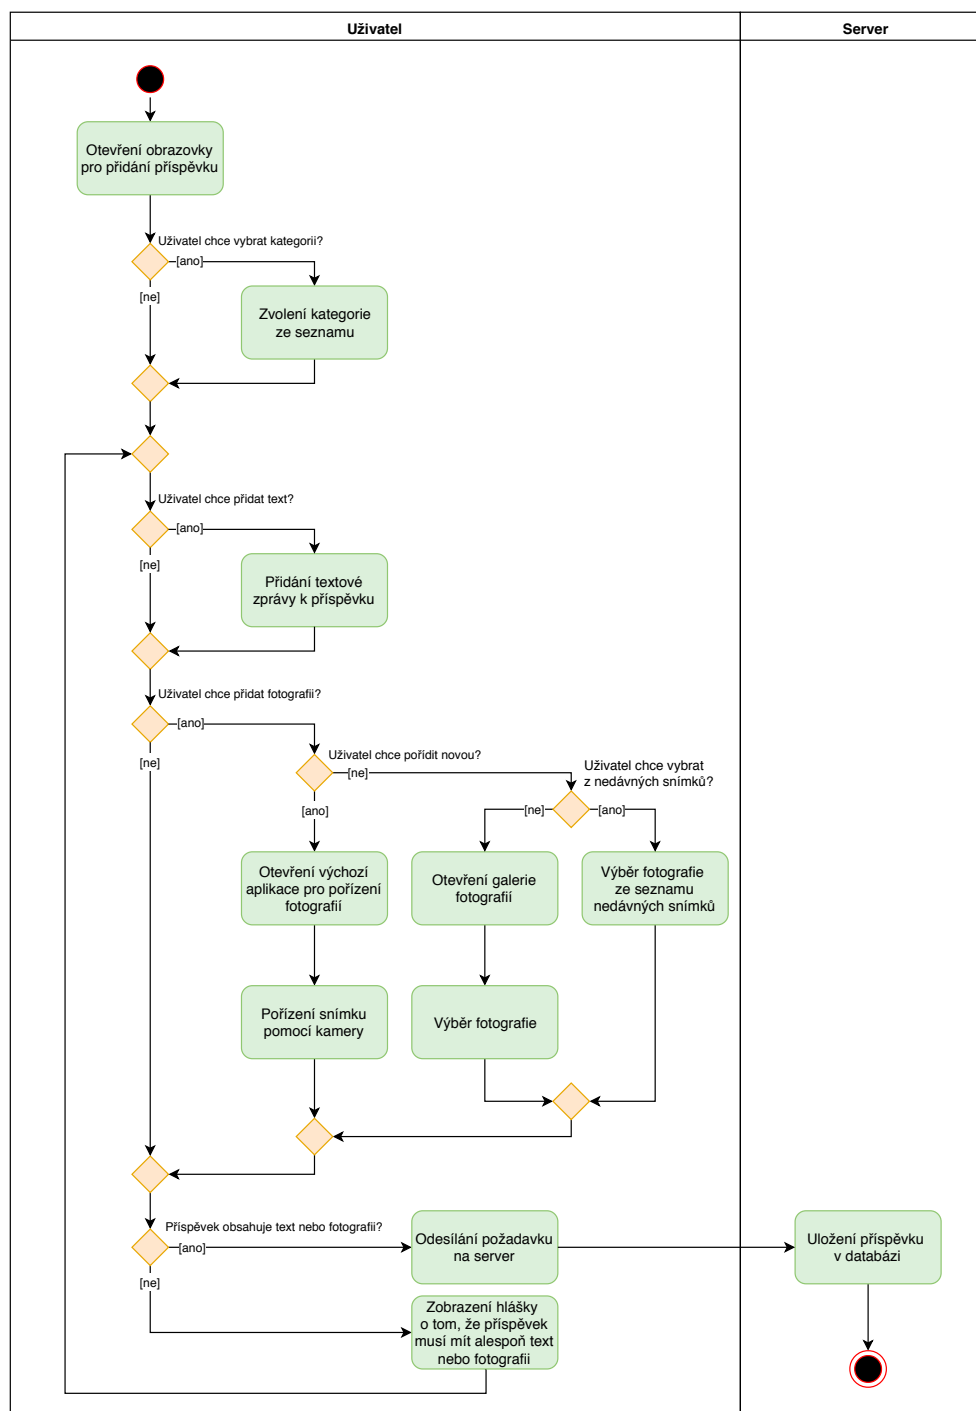 Uživatel
Server
Otevření obrazovky
pro přidání příspěvku
Uživatel chce vybrat kategorii?
[ano]
[ne]
Zvolení kategorie
ze seznamu
Uživatel chce přidat text?
[ano]
[ne]
Přidání textové
zprávy k příspěvku
Uživatel chce přidat fotografii?
[ano]
[ne]
Uživatel chce pořídit novou?
[ne]
[ano]
Uživatel chce vybrat
z nedávných snímků?
[ne]
[ano]
Otevření výchozí
aplikace pro pořízení
fotografií
Otevření galerie
fotografií
Výběr fotografie
ze seznamu
nedávných snímků
Pořízení snímku
pomocí kamery
Výběr fotografie
Příspěvek obsahuje text nebo fotografii?
[ano]
[ne]
Odesílání požadavku
na server
Uložení příspěvku
v databázi
Zobrazení hlášky
o tom, že příspěvek
musí mít alespoň text
nebo fotografii